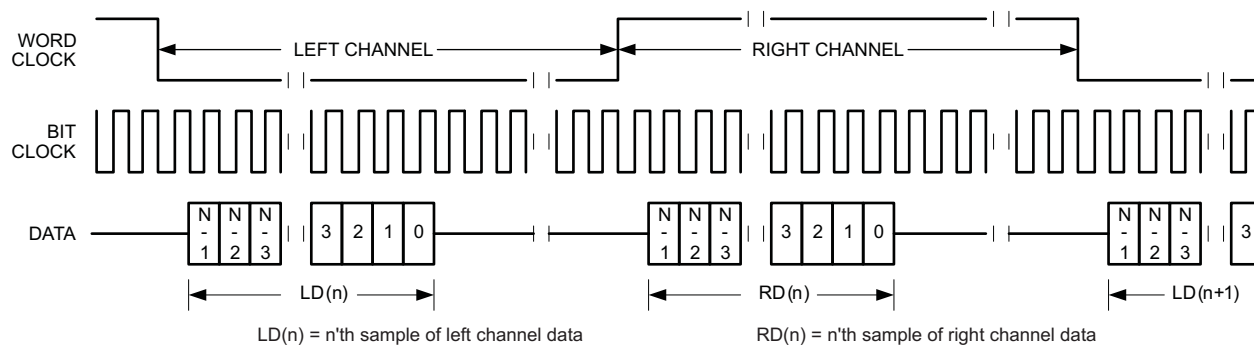 WORD
CLOCK
LEFT CHANNEL
RIGHT CHANNEL
BIT
CLOCK
DATA
N-1 N-2 N-3 3 2 1 0 N-1 N-2 N-3 3 2 1 0 N-1 N-2 N-3 3
LD(n)
RD(n)
LD(n+1)
LD(n) = n'th sample of left channel data
RD(n) = n'th sample of right channel data